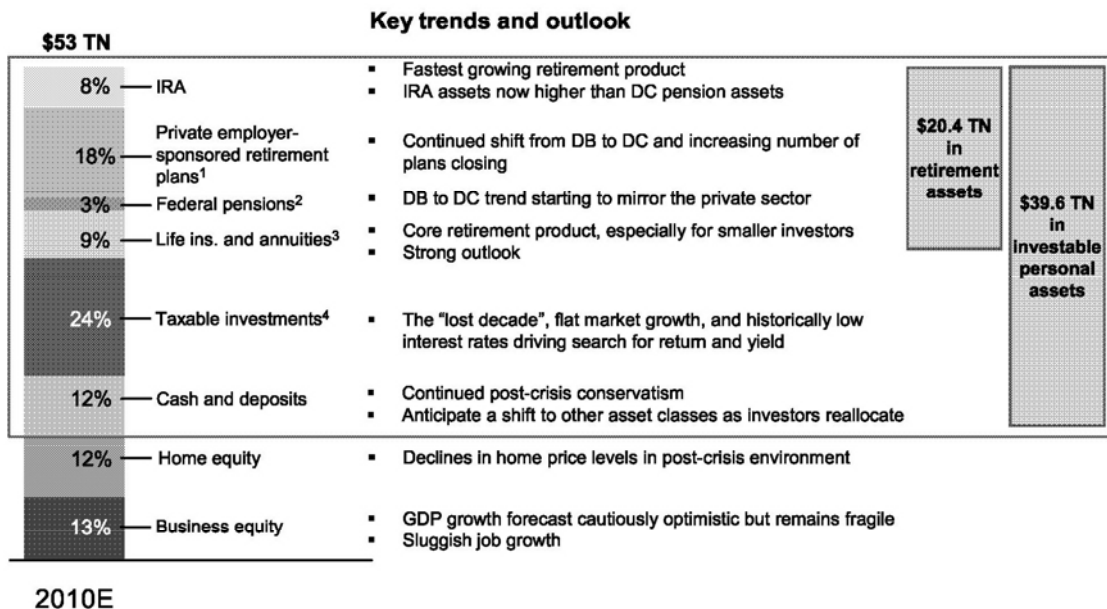 Key trends and outlook
$53 TN
8%
IRA
▪ Fastest growing retirement product
▪ IRA assets now higher than DC pension assets
18%
Private employer-
sponsored retirement
plans¹
▪ Continued shift from DB to DC and increasing number of
plans closing
3%
Federal pensions²
▪ DB to DC trend starting to mirror the private sector
9%
Life ins. and annuities³
▪ Core retirement product, especially for smaller investors
▪ Strong outlook
24%
Taxable investments⁴
▪ The “lost decade”, flat market growth, and historically low
interest rates driving search for return and yield
12%
Cash and deposits
▪ Continued post-crisis conservatism
▪ Anticipate a shift to other asset classes as investors reallocate
12%
Home equity
▪ Declines in home price levels in post-crisis environment
13%
Business equity
▪ GDP growth forecast cautiously optimistic but remains fragile
▪ Sluggish job growth
$20.4 TN
in
retirement
assets
$39.6 TN
in
investable
personal
assets
2010E